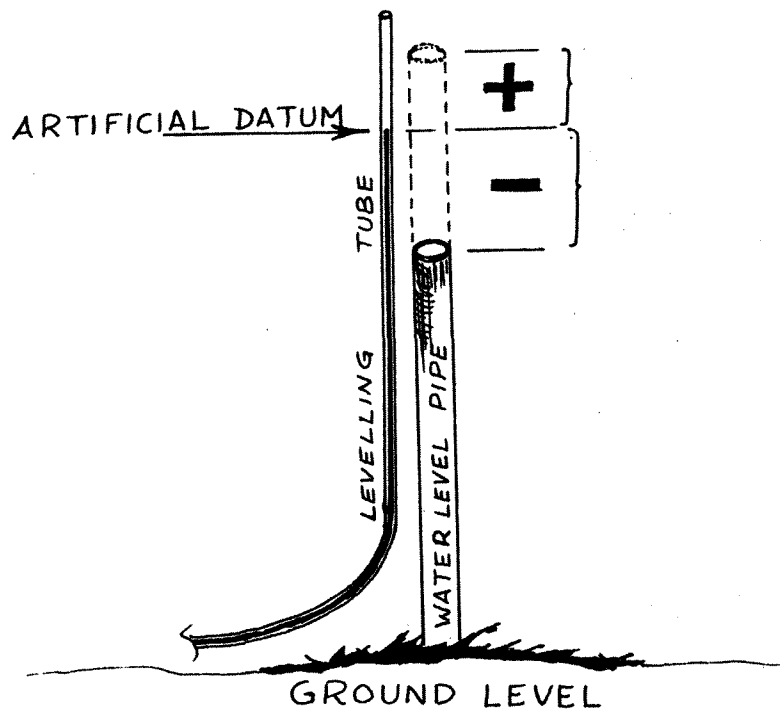 ARTIFICIAL DATUM
+
−
LEVELLING TUBE
WATER LEVEL PIPE
GROUND LEVEL